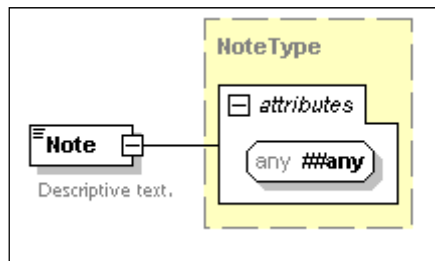 NoteType
attributes
Note
any ##any
Descriptive text.